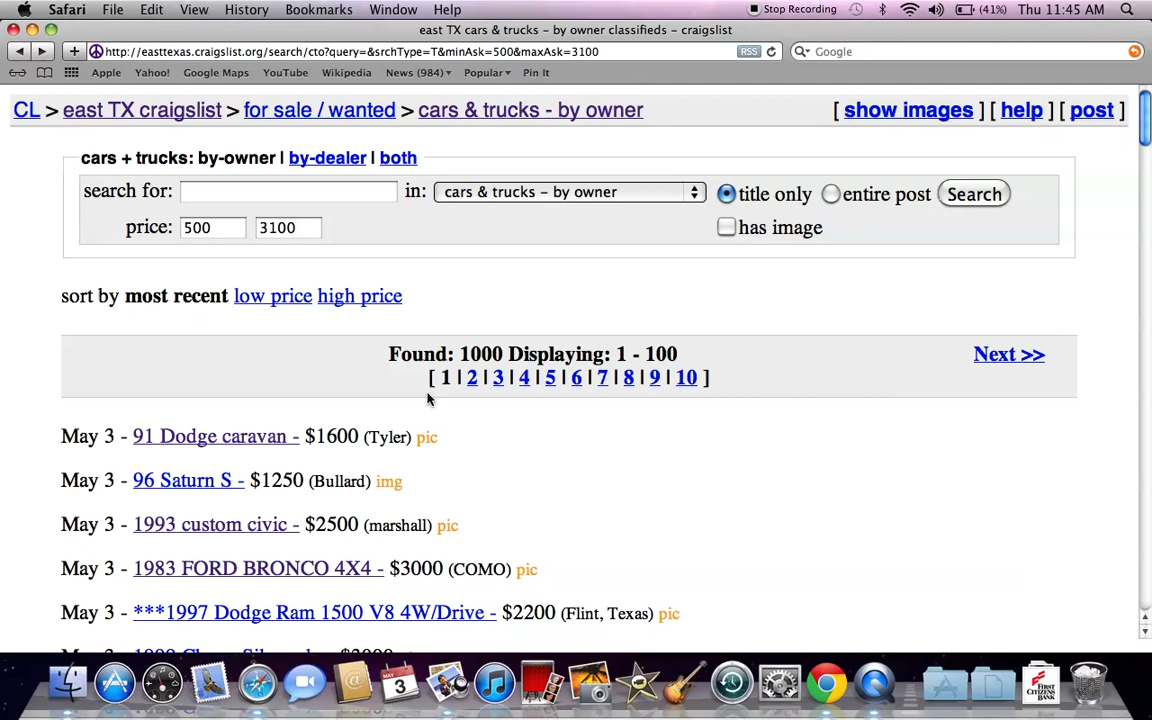 Safari File Edit View History Bookmarks Window Help Stop Recording (41%) Thu 11:45 AM
east TX cars & trucks - by owner classifieds - craigslist
http://easttexas.craigslist.org/search/cto?query=&srchType=T&minAsk=500&maxAsk=3100 RSS Google
Apple Yahoo! Google Maps YouTube Wikipedia News (984) Popular Pin It
CL > east TX craigslist > for sale / wanted > cars & trucks - by owner [ show images ] [ help ] [ post ]
cars + trucks: by-owner | by-dealer | both
search for: in: cars & trucks - by owner title only entire post Search
price: 500 3100 has image
sort by most recent low price high price
Found: 1000 Displaying: 1 - 100 Next >>
[ 1 | 2 | 3 | 4 | 5 | 6 | 7 | 8 | 9 | 10 ]
May 3 - 91 Dodge caravan - $1600 (Tyler) pic
May 3 - 96 Saturn S - $1250 (Bullard) img
May 3 - 1993 custom civic - $2500 (marshall) pic
May 3 - 1983 FORD BRONCO 4X4 - $3000 (COMO) pic
May 3 - ***1997 Dodge Ram 1500 V8 4W/Drive - $2200 (Flint, Texas) pic
MAY 3
FIRST CITIZENS BANK